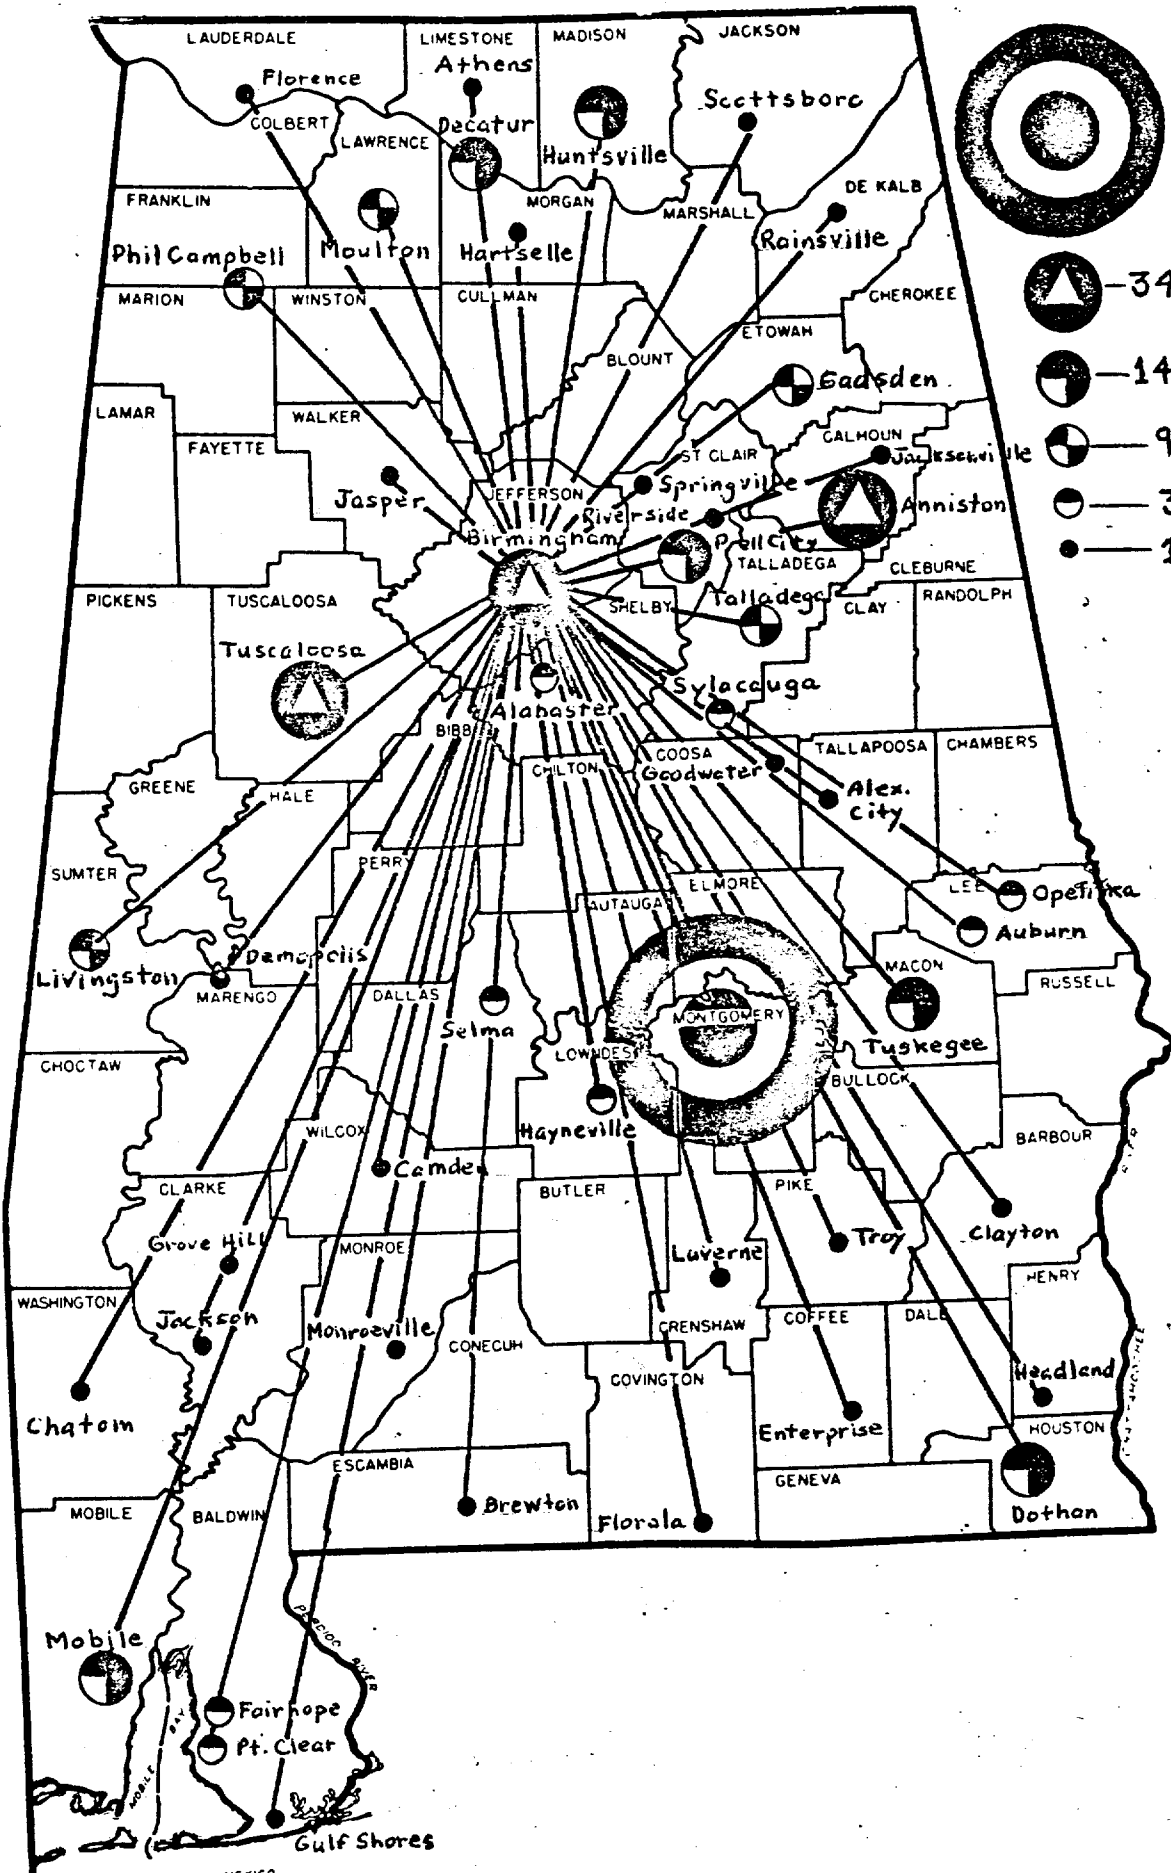 LAUDERDALE
LIMESTONE
MADISON
JACKSON
Athens
Florence
Scottsboro
COLBERT
Decatur
LAWRENCE
Huntsville
DE KALB
FRANKLIN
MORGAN
MARSHALL
Phil Campbell
Moulton
Hartselle
Rainsville
MARION
WINSTON
CULLMAN
CHEROKEE
-34
ETOWAH
BLOUNT
Gadsden
-14
LAMAR
WALKER
FAYETTE
CALHOUN
ST CLAIR
Jacksonville
-9
Jasper
JEFFERSON
Springville
Anniston
-3
Riverside
Birmingham
Pell City
-1
TALLADEGA
CLEBURNE
PICKENS
TUSCALOOSA
SHELBY
Talladega
CLAY
RANDOLPH
Tuscaloosa
Sylacauga
Alabaster
BIBB
COOSA
TALLAPOOSA
CHAMBERS
CHILTON
Goodwater
GREENE
HALE
Alex.
City
PERRY
SUMTER
ELMORE
LEE
Opelika
AUTAUGA
Auburn
Demopolis
Livingston
MACON
RUSSELL
MARENGO
DALLAS
MONTGOMERY
Selma
Tuskegee
LOWNDES
CHOCTAW
BULLOCK
WILCOX
Hayneville
BARBOUR
Camden
CLARKE
BUTLER
PIKE
Grove Hill
MONROE
Luverne
Troy
Clayton
HENRY
WASHINGTON
Jackson
Monroeville
CRENSHAW
COFFEE
DALE
CONECUH
COVINGTON
Headland
Chatom
Enterprise
HOUSTON
ESCAMBIA
GENEVA
MOBILE
BALDWIN
Brewton
Florala
Dothan
RIVER
Mobile
Fairhope
BAY
Pt. Clear
MOBILE
Gulf Shores